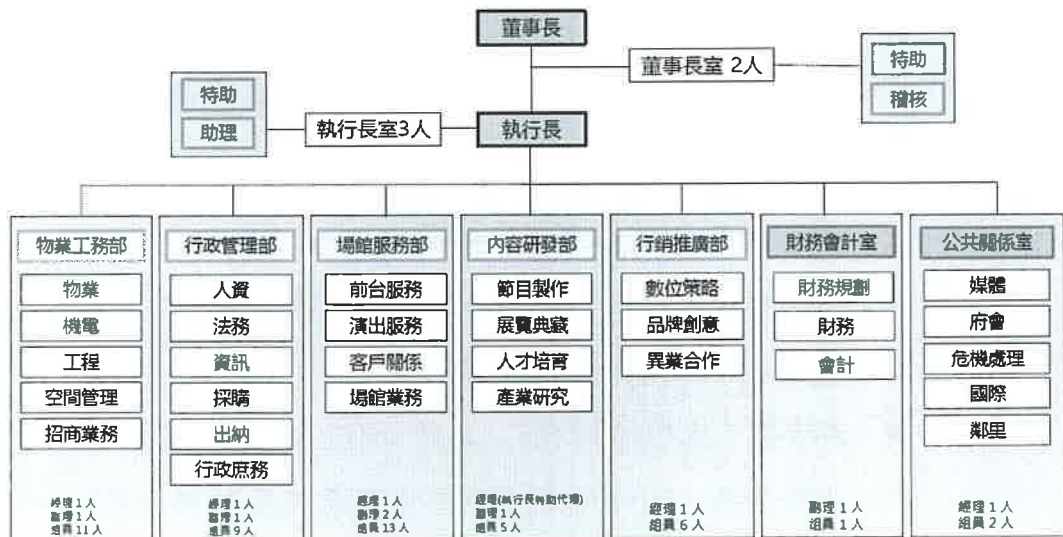 董事長
董事長室 2人
特助
稽核
特助
助理
執行長室3人
執行長
物業工務部
物業
機電
工程
空間管理
招商業務
經理 1 人
副理 1 人
組員 11 人
行政管理部
人資
法務
資訊
採購
出納
行政庶務
經理 1 人
副理 1 人
組員 9 人
場館服務部
前台服務
演出服務
客戶關係
場館業務
經理 1 人
副理 2 人
組員 13 人
內容研發部
節目製作
展覽典藏
人才培育
產業研究
經理(執行長特助代理)
副理 1 人
組員 5 人
行銷推廣部
數位策略
品牌創意
異業合作
經理 1 人
組員 6 人
財務會計室
財務規劃
財務
會計
副理 1 人
組員 1 人
公共關係室
媒體
府會
危機處理
國際
鄰里
經理 1 人
組員 2 人